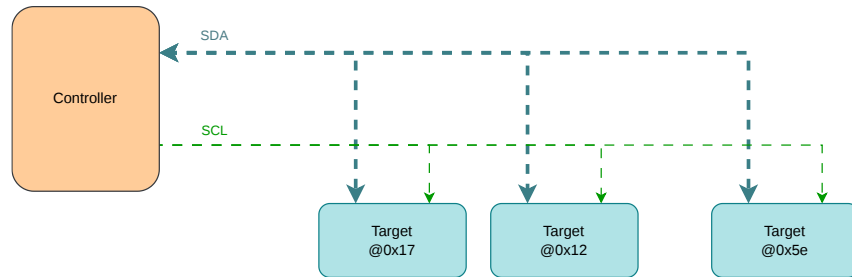 SDA
Controller
SCL
Target
@0x17
Target
@0x12
Target
@0x5e